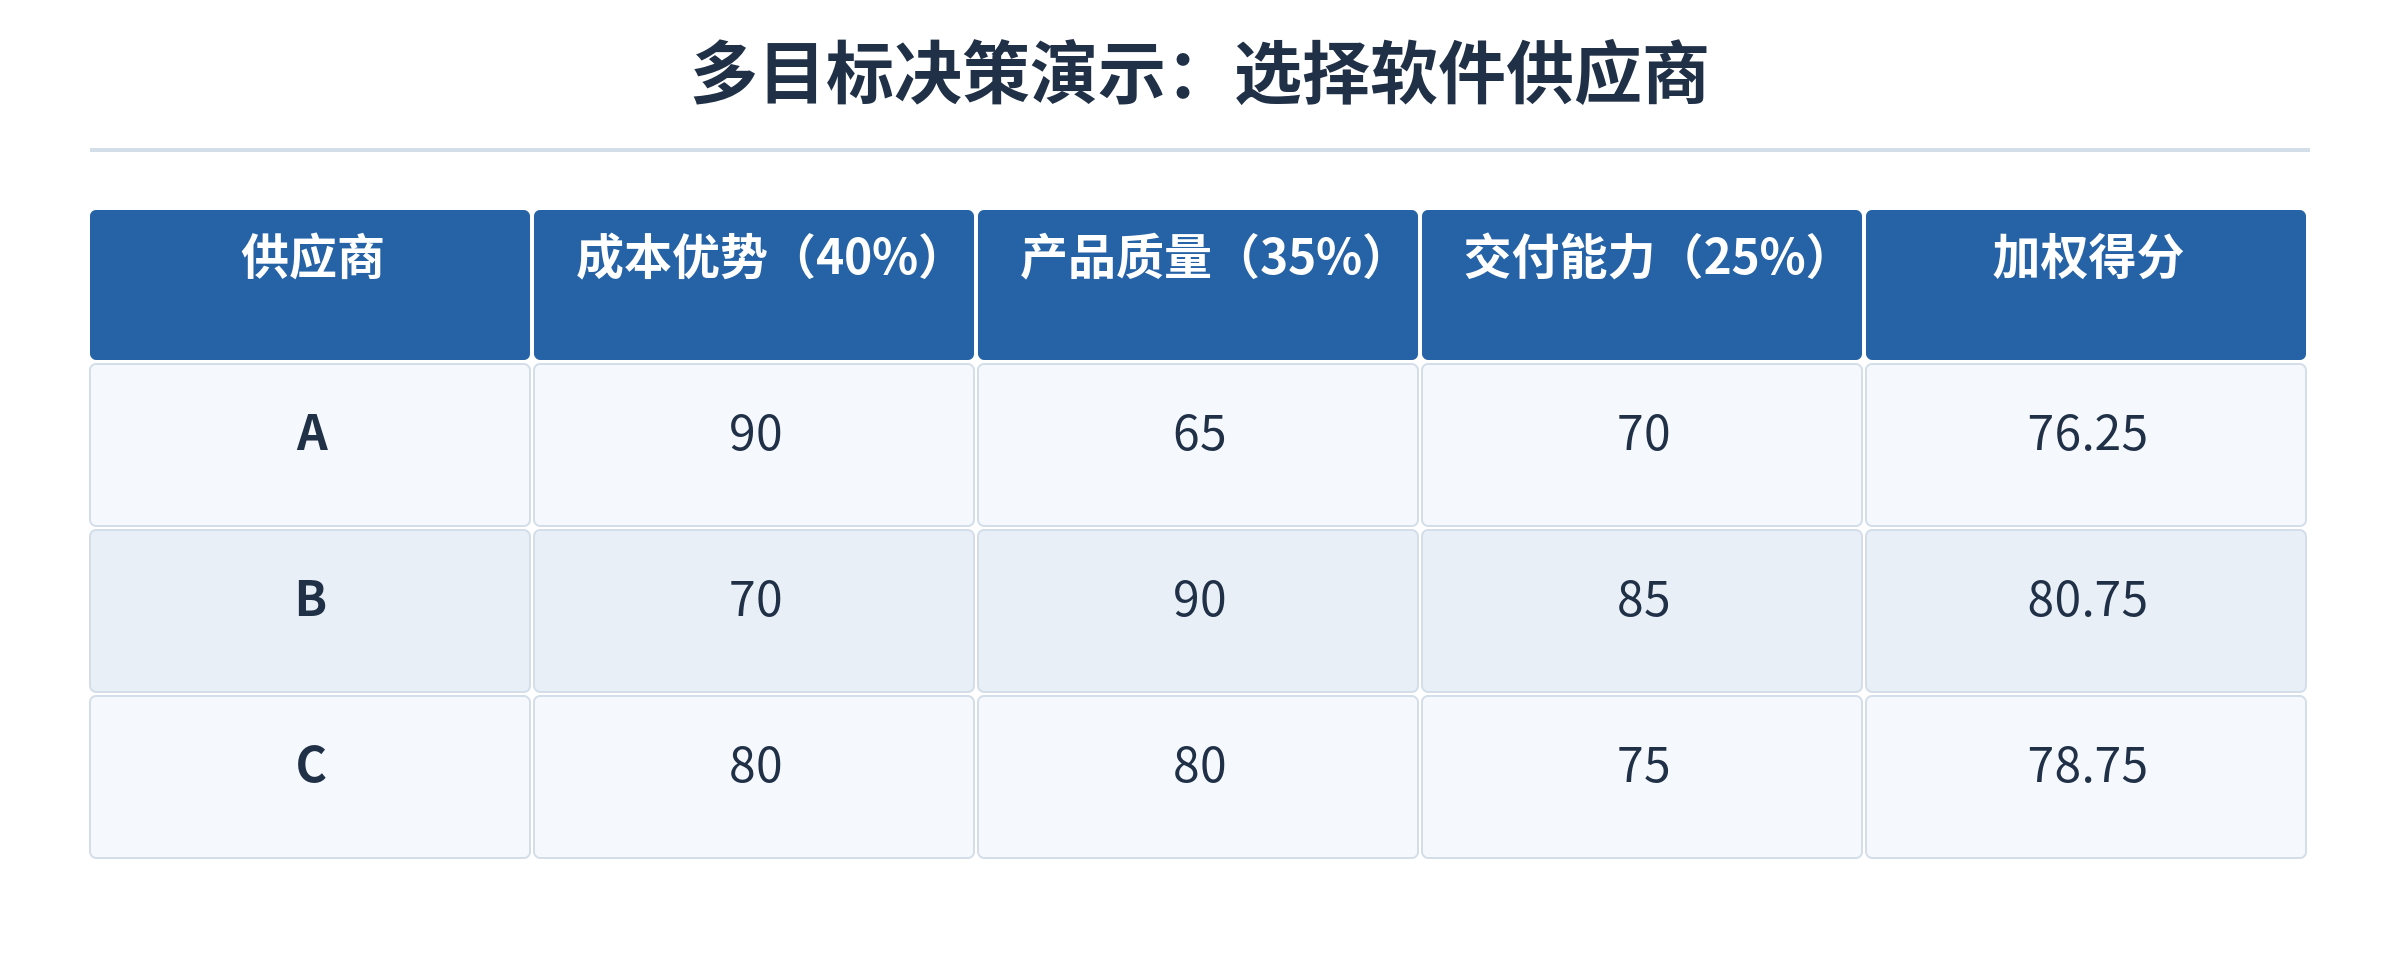 多目标决策演示：选择软件供应商
供应商 成本优势（40%） 产品质量（35%） 交付能力（25%） 加权得分
A 90 65 70 76.25
B 70 90 85 80.75
C 80 80 75 78.75